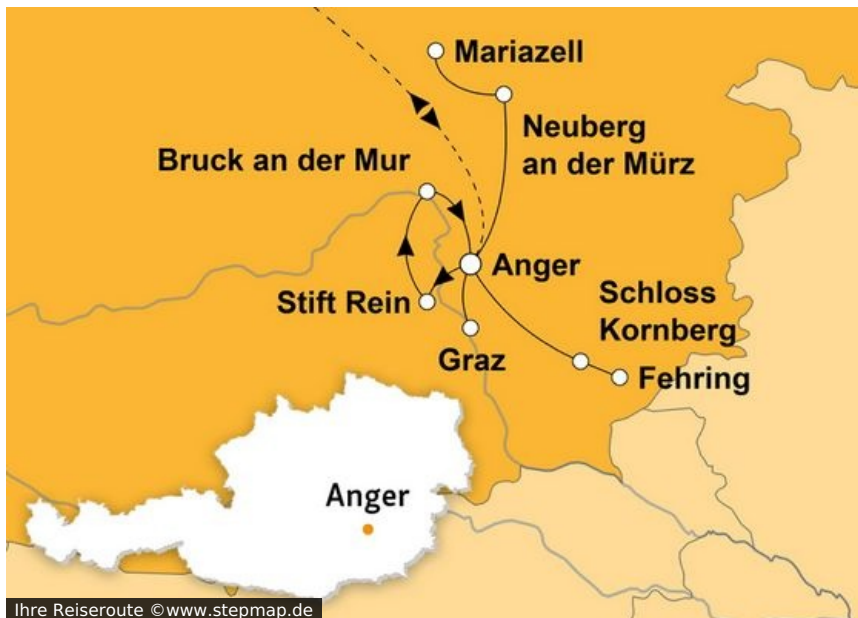 Mariazell
Neuberg
an der Mürz
Bruck an der Mur
Anger
Stift Rein
Schloss
Kornberg
Graz
Fehring
Anger
Ihre Reiseroute ©www.stepmap.de